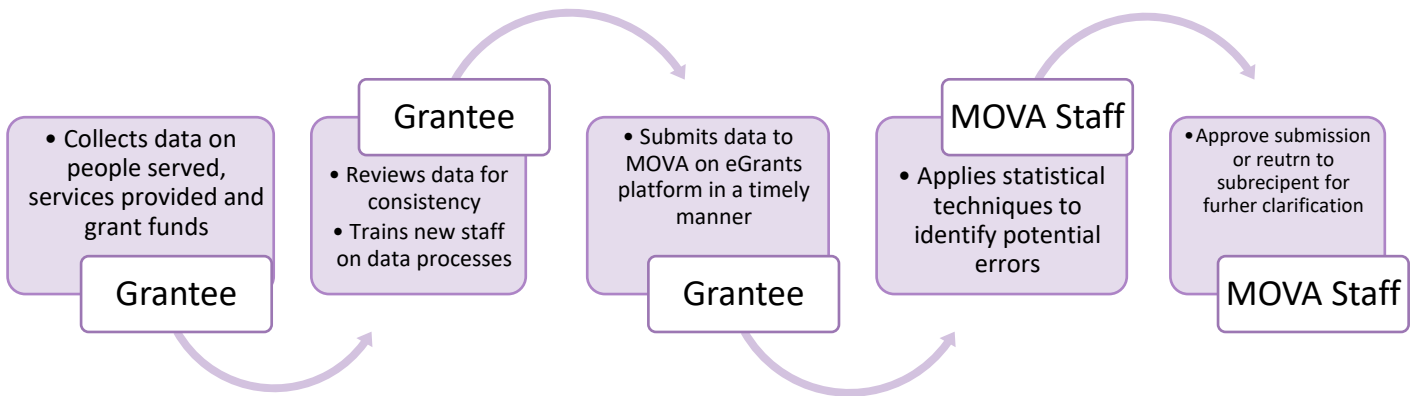 • Collects data on
people served,
services provided and
grant funds
Grantee
Grantee
• Reviews data for
consistency
• Trains new staff
on data processes
• Submits data to
MOVA on eGrants
platform in a timely
manner
Grantee
MOVA Staff
• Applies statistical
techniques to
identify potential
errors
• Approve submission
or reutrn to
subrecipent for
furher clarification
MOVA Staff